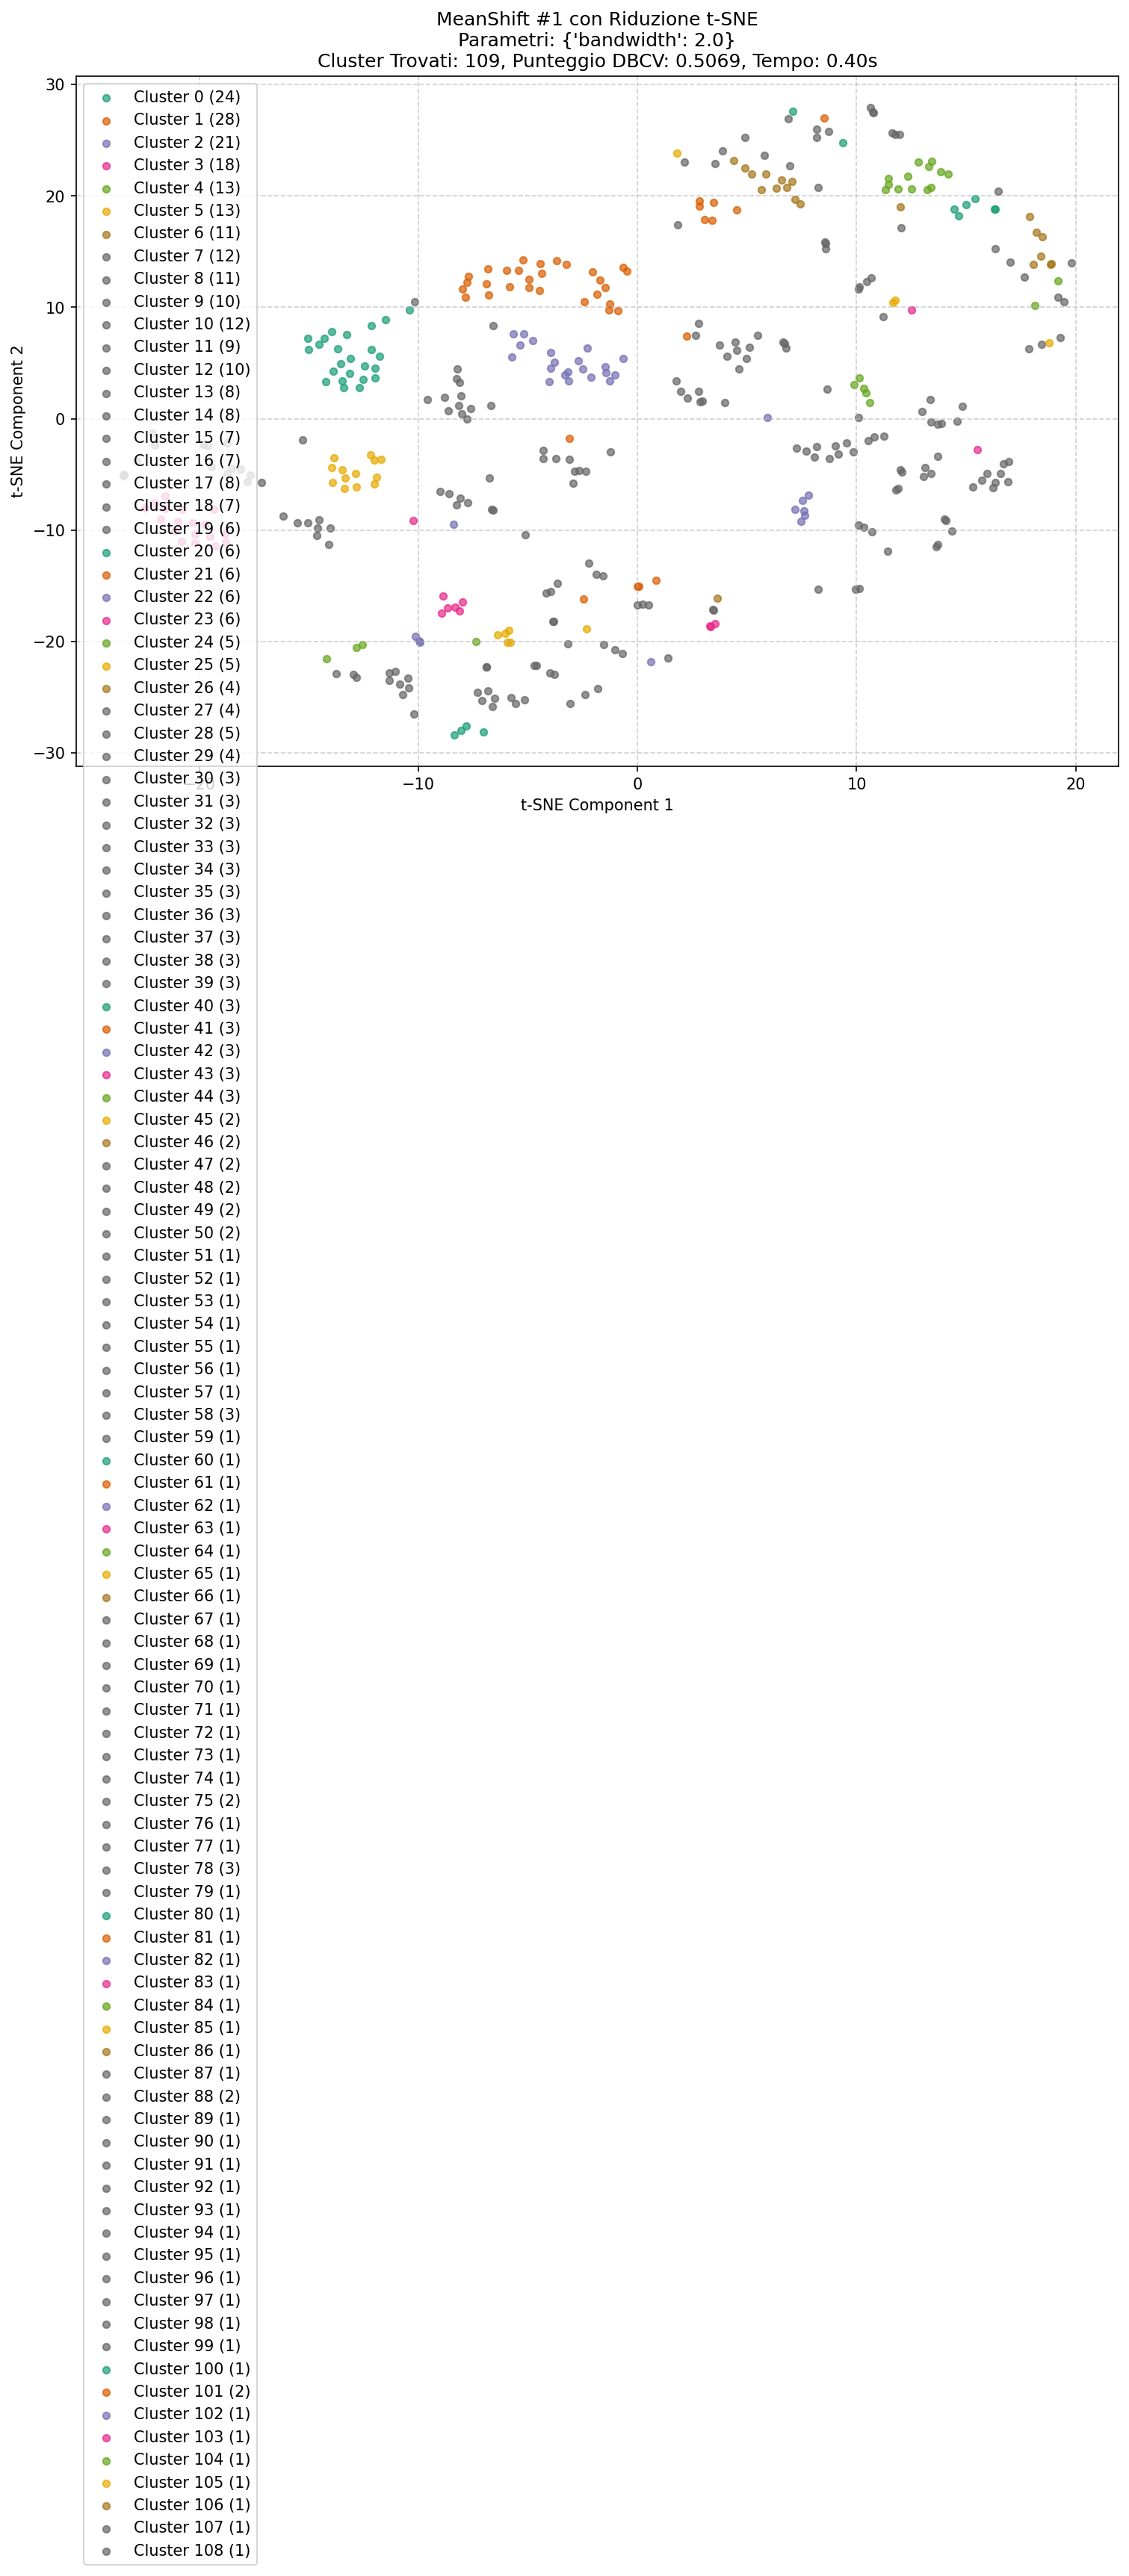 MeanShift #1 con Riduzione t-SNE
Parametri: {'bandwidth': 2.0}
Cluster Trovati: 109, Punteggio DBCV: 0.5069, Tempo: 0.40s
30
20
10
0
−10
−20
−30
t-SNE Component 2
−20
−10
0
10
20
t-SNE Component 1
Cluster 0 (24)
Cluster 1 (28)
Cluster 2 (21)
Cluster 3 (18)
Cluster 4 (13)
Cluster 5 (13)
Cluster 6 (11)
Cluster 7 (12)
Cluster 8 (11)
Cluster 9 (10)
Cluster 10 (12)
Cluster 11 (9)
Cluster 12 (10)
Cluster 13 (8)
Cluster 14 (8)
Cluster 15 (7)
Cluster 16 (7)
Cluster 17 (8)
Cluster 18 (7)
Cluster 19 (6)
Cluster 20 (6)
Cluster 21 (6)
Cluster 22 (6)
Cluster 23 (6)
Cluster 24 (5)
Cluster 25 (5)
Cluster 26 (4)
Cluster 27 (4)
Cluster 28 (5)
Cluster 29 (4)
Cluster 30 (3)
Cluster 31 (3)
Cluster 32 (3)
Cluster 33 (3)
Cluster 34 (3)
Cluster 35 (3)
Cluster 36 (3)
Cluster 37 (3)
Cluster 38 (3)
Cluster 39 (3)
Cluster 40 (3)
Cluster 41 (3)
Cluster 42 (3)
Cluster 43 (3)
Cluster 44 (3)
Cluster 45 (2)
Cluster 46 (2)
Cluster 47 (2)
Cluster 48 (2)
Cluster 49 (2)
Cluster 50 (2)
Cluster 51 (1)
Cluster 52 (1)
Cluster 53 (1)
Cluster 54 (1)
Cluster 55 (1)
Cluster 56 (1)
Cluster 57 (1)
Cluster 58 (3)
Cluster 59 (1)
Cluster 60 (1)
Cluster 61 (1)
Cluster 62 (1)
Cluster 63 (1)
Cluster 64 (1)
Cluster 65 (1)
Cluster 66 (1)
Cluster 67 (1)
Cluster 68 (1)
Cluster 69 (1)
Cluster 70 (1)
Cluster 71 (1)
Cluster 72 (1)
Cluster 73 (1)
Cluster 74 (1)
Cluster 75 (2)
Cluster 76 (1)
Cluster 77 (1)
Cluster 78 (3)
Cluster 79 (1)
Cluster 80 (1)
Cluster 81 (1)
Cluster 82 (1)
Cluster 83 (1)
Cluster 84 (1)
Cluster 85 (1)
Cluster 86 (1)
Cluster 87 (1)
Cluster 88 (2)
Cluster 89 (1)
Cluster 90 (1)
Cluster 91 (1)
Cluster 92 (1)
Cluster 93 (1)
Cluster 94 (1)
Cluster 95 (1)
Cluster 96 (1)
Cluster 97 (1)
Cluster 98 (1)
Cluster 99 (1)
Cluster 100 (1)
Cluster 101 (2)
Cluster 102 (1)
Cluster 103 (1)
Cluster 104 (1)
Cluster 105 (1)
Cluster 106 (1)
Cluster 107 (1)
Cluster 108 (1)